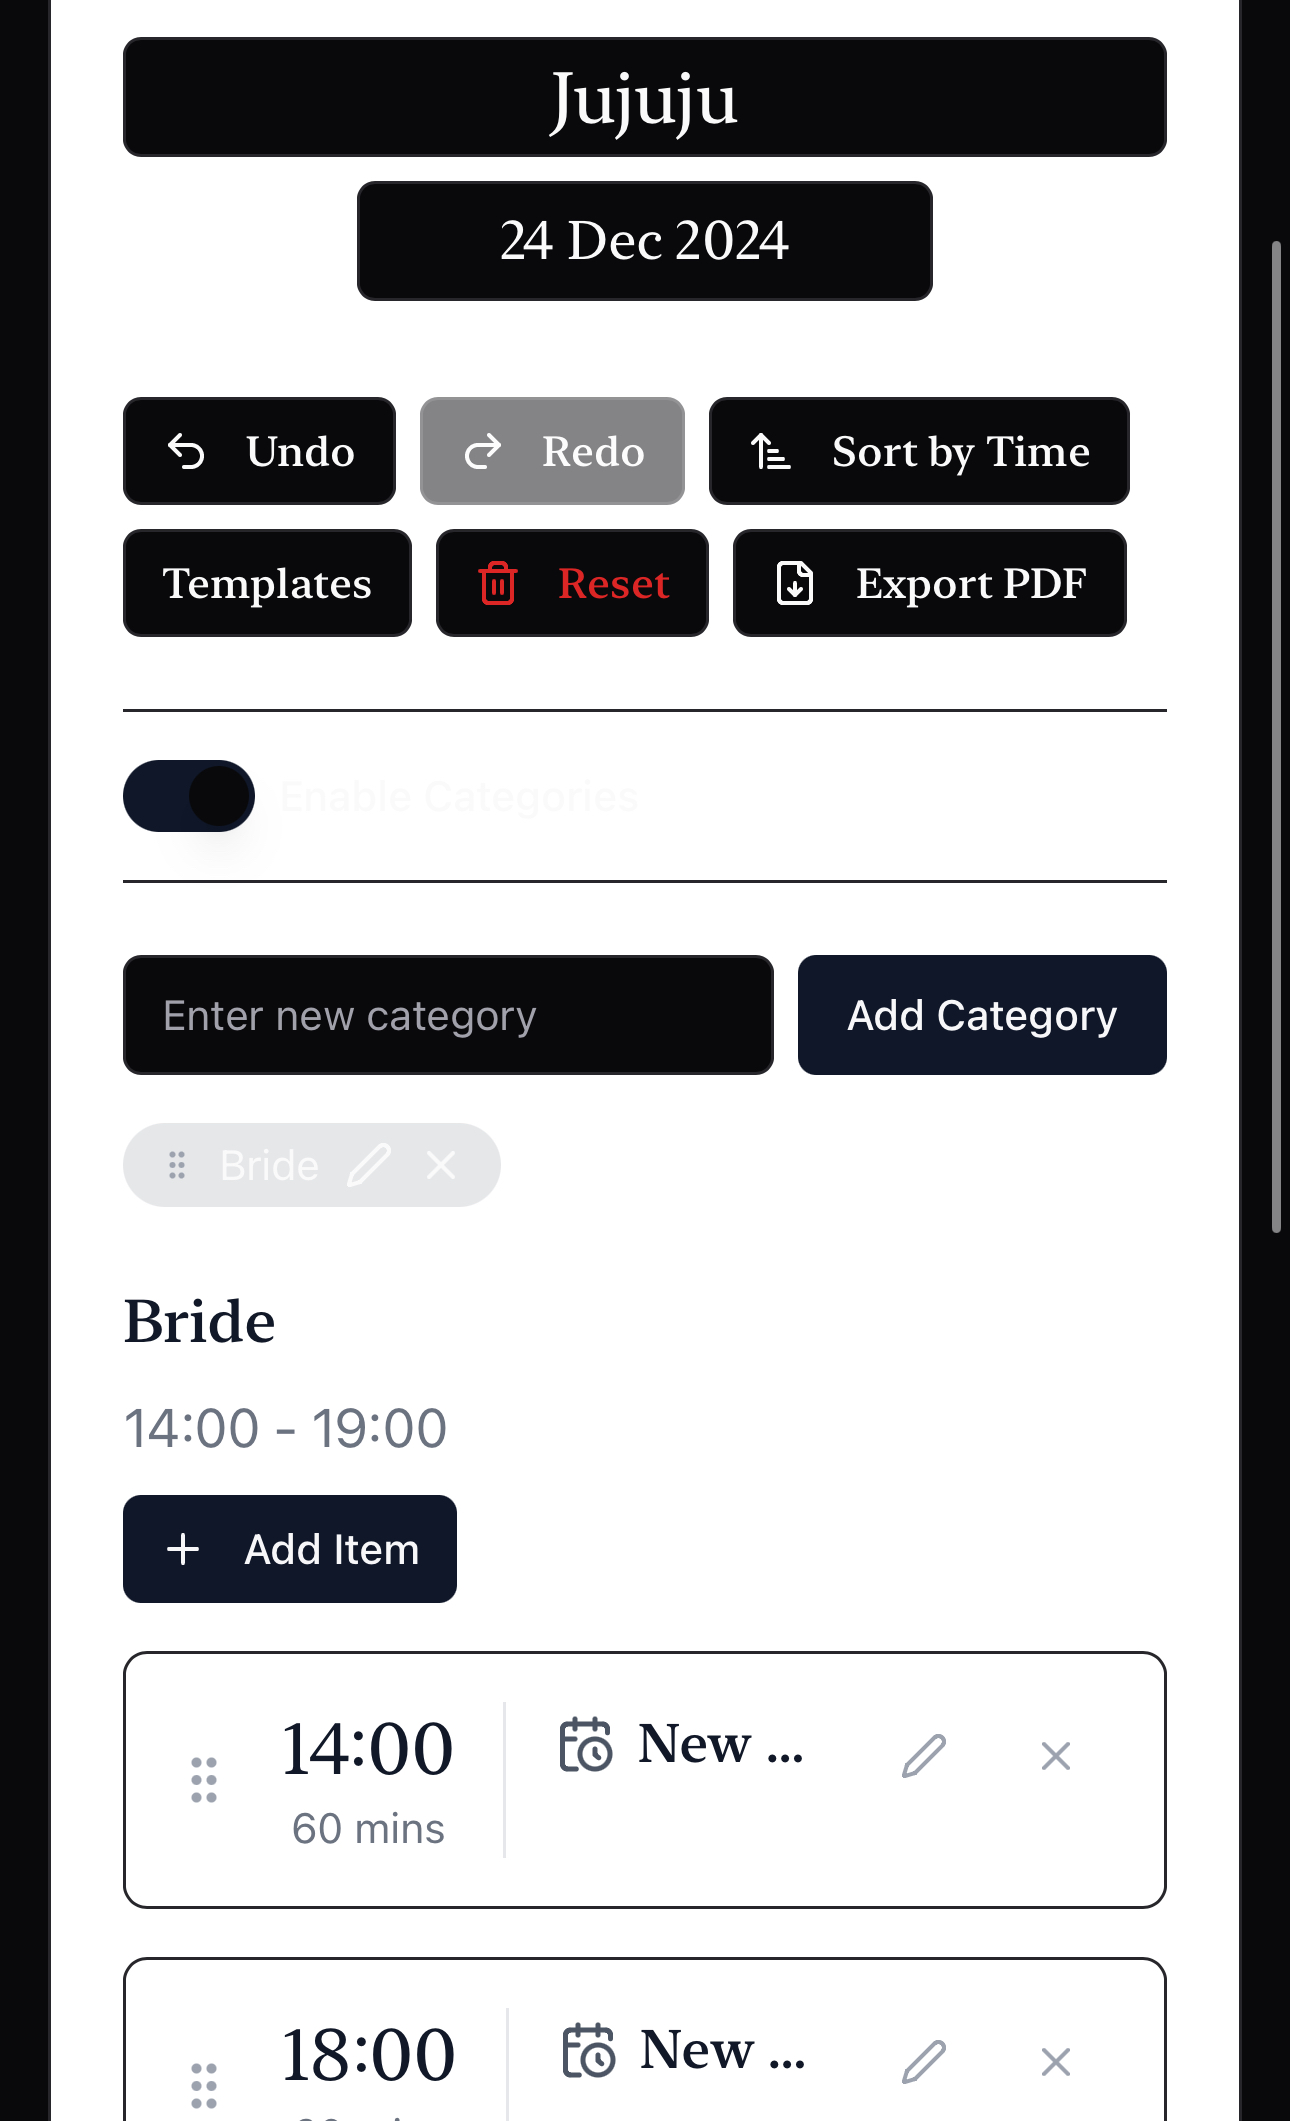 Jujuju
24 Dec 2024
Undo Redo Sort by Time
Templates Reset Export PDF
Enable Categories
Enter new category Add Category
Bride
Bride
14:00 - 19:00
Add Item
14:00 New ...
60 mins
18:00 New ...